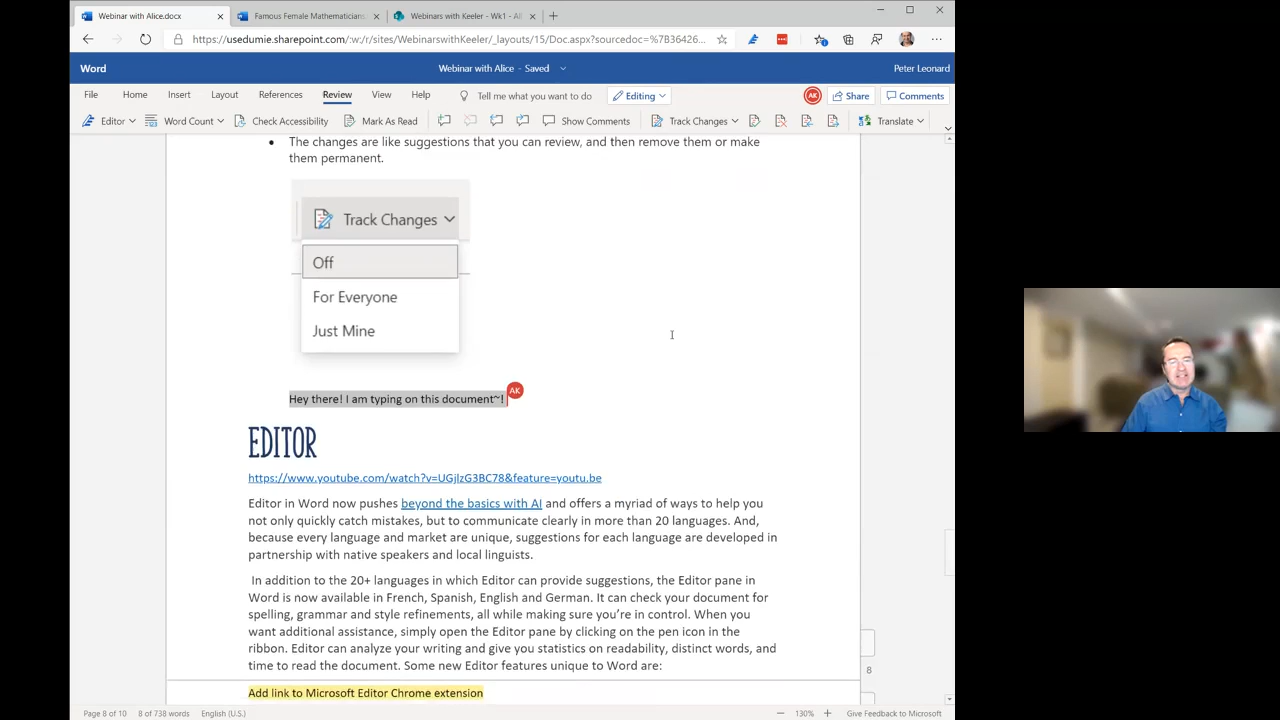 Webinar with Alice.docx
Famous Female Mathematicians
Webinars with Keeler - Wk1 - All
https://usedumie.sharepoint.com/:w:/r/sites/WebinarswithKeeler/_layouts/15/Doc.aspx?sourcedoc=%7B36426...
Word
Webinar with Alice - Saved
Peter Leonard
File Home Insert Layout References Review View Help Tell me what you want to do Editing AK Share Comments
Editor Word Count Check Accessibility Mark As Read Show Comments Track Changes Translate
• The changes are like suggestions that you can review, and then remove them or make
them permanent.
Track Changes
Off
For Everyone
Just Mine
AK
Hey there! I am typing on this document~!
EDITOR
https://www.youtube.com/watch?v=UGjlzG3BC78&feature=youtu.be
Editor in Word now pushes beyond the basics with AI and offers a myriad of ways to help you
not only quickly catch mistakes, but to communicate clearly in more than 20 languages. And,
because every language and market are unique, suggestions for each language are developed in
partnership with native speakers and local linguists.
In addition to the 20+ languages in which Editor can provide suggestions, the Editor pane in
Word is now available in French, Spanish, English and German. It can check your document for
spelling, grammar and style refinements, all while making sure you’re in control. When you
want additional assistance, simply open the Editor pane by clicking on the pen icon in the
ribbon. Editor can analyze your writing and give you statistics on readability, distinct words, and
time to read the document. Some new Editor features unique to Word are:
8
Add link to Microsoft Editor Chrome extension
Page 8 of 10 8 of 738 words English (U.S.) 130% Give Feedback to Microsoft